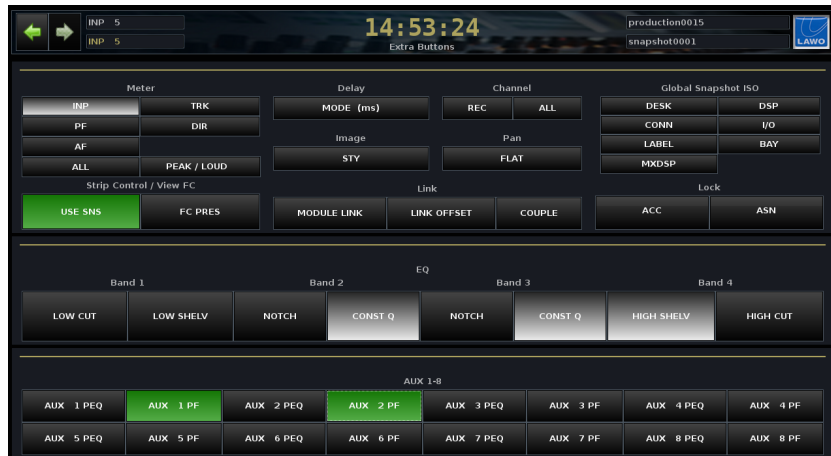 INP 5
INP 5
14:53:24
Extra Buttons
production0015
snapshot0001
LAWO
Meter
Delay
Channel
Global Snapshot ISO
INP TRK
MODE (ms)
REC ALL
DESK DSP
PF DIR
CONN I/O
AF
Image
Pan
LABEL BAY
ALL PEAK / LOUD
STY
FLAT
MXDSP
Strip Control / View FC
Link
Lock
USE SNS FC PRES
MODULE LINK LINK OFFSET COUPLE
ACC ASN
EQ
Band 1 Band 2 Band 3 Band 4
LOW CUT LOW SHELV NOTCH CONST Q NOTCH CONST Q HIGH SHELV HIGH CUT
AUX 1-8
AUX 1 PEQ AUX 1 PF AUX 2 PEQ AUX 2 PF AUX 3 PEQ AUX 3 PF AUX 4 PEQ AUX 4 PF
AUX 5 PEQ AUX 5 PF AUX 6 PEQ AUX 6 PF AUX 7 PEQ AUX 7 PF AUX 8 PEQ AUX 8 PF